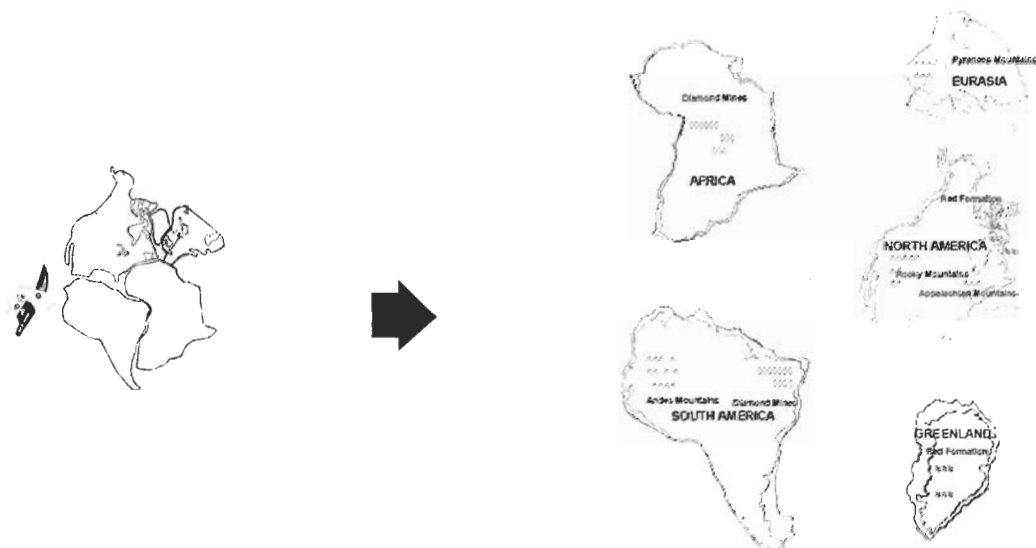 Diamond Mines
AFRICA
Pyrenees Mountains
EURASIA
Red Formation
NORTH AMERICA
Rocky Mountains
Appalachian Mountains
Andes Mountains
Diamond Mines
SOUTH AMERICA
GREENLAND
Red Formation